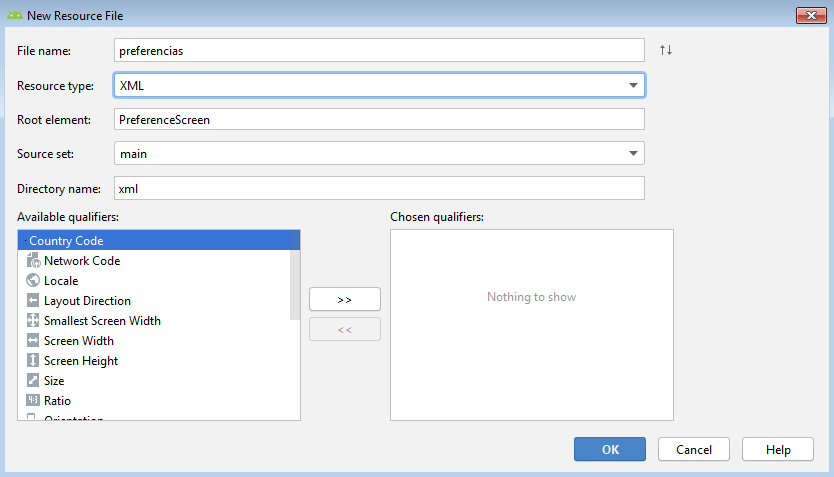 New Resource File
File name: preferencias
Resource type: XML
Root element: PreferenceScreen
Source set: main
Directory name: xml
Available qualifiers:
Country Code
Network Code
Locale
Layout Direction
Smallest Screen Width
Screen Width
Screen Height
Size
Ratio
Orientation
>>
<<
Chosen qualifiers:
Nothing to show
OK Cancel Help